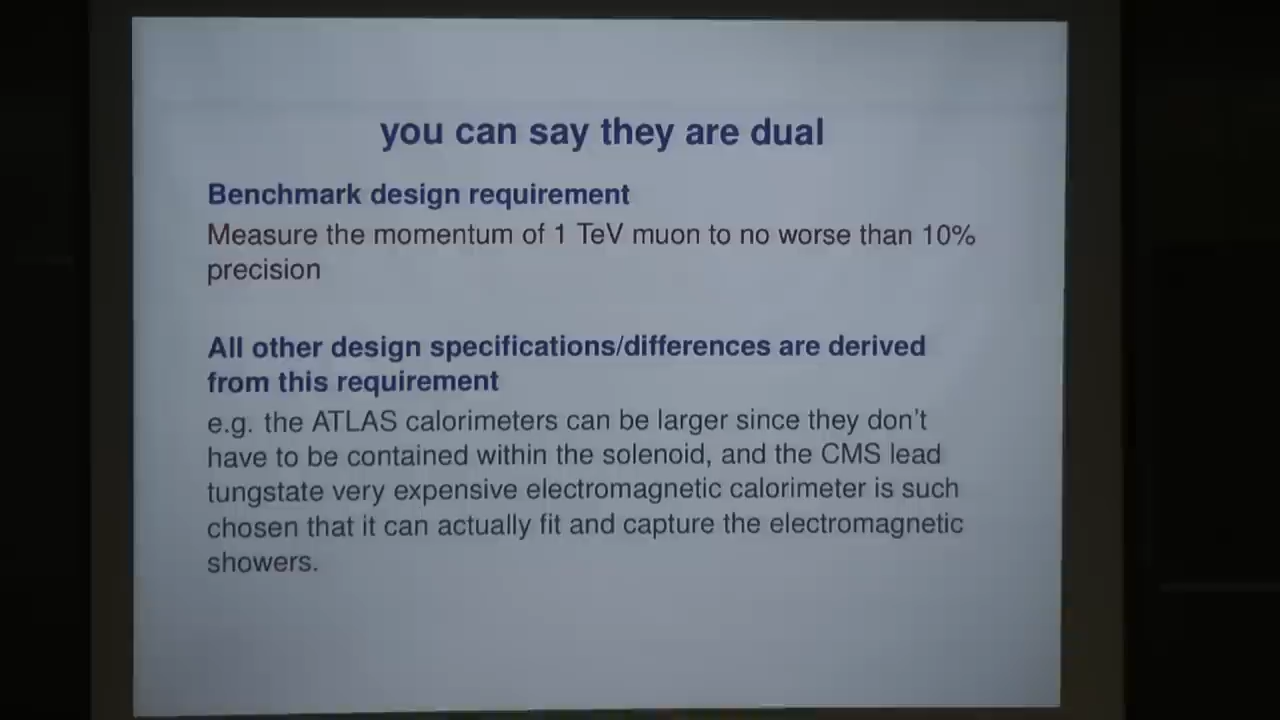 you can say they are dual
Benchmark design requirement
Measure the momentum of 1 TeV muon to no worse than 10%
precision
All other design specifications/differences are derived
from this requirement
e.g. the ATLAS calorimeters can be larger since they don't
have to be contained within the solenoid, and the CMS lead
tungstate very expensive electromagnetic calorimeter is such
chosen that it can actually fit and capture the electromagnetic
showers.